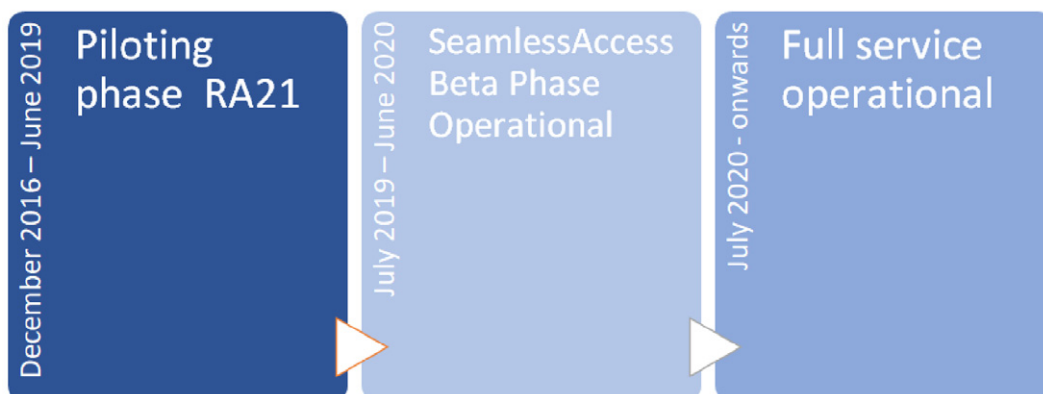 December 2016 – June 2019
Piloting
phase RA21
July 2019 – June 2020
SeamlessAccess
Beta Phase
Operational
July 2020 - onwards
Full service
operational